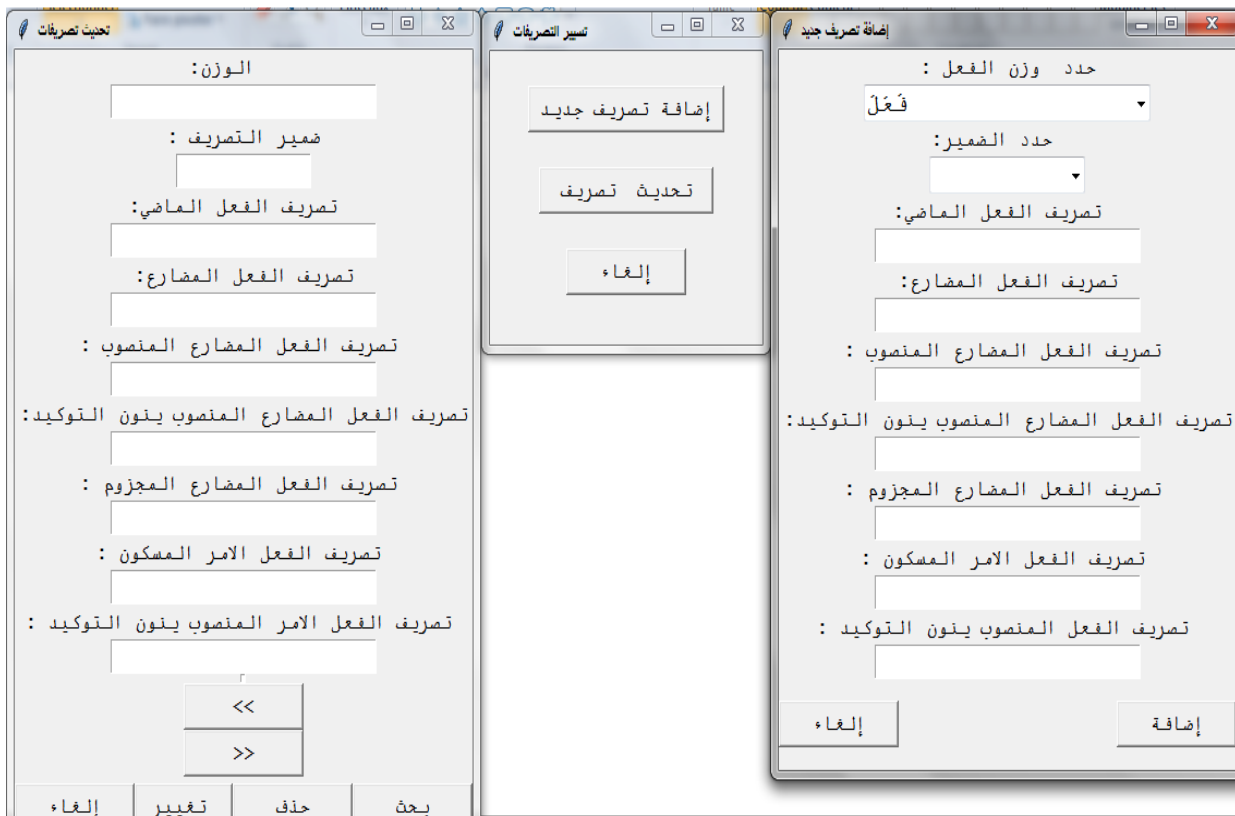 تحديث تصريفات
الوزن:
ضمير التصريف :
تصريف الفعل الماضي:
تصريف الفعل المضارع:
تصريف الفعل المضارع المنصوب :
تصريف الفعل المضارع المنصوب ينون التوكيد:
تصريف الفعل المضارع المجزوم :
تصريف الفعل الامر المسكون :
تصريف الفعل الامر المنصوب ينون التوكيد :
<<
>>
بحث
حذف
تغيير
إلغاء
تسيير التصريفات
إضافة تصريف جديد
تحديث تصريف
إلغاء
إضافة تصريف جديد
حدد وزن الفعل :
فَعَلَ
حدد الضمير:
تصريف الفعل الماضي:
تصريف الفعل المضارع:
تصريف الفعل المضارع المنصوب :
تصريف الفعل المضارع المنصوب ينون التوكيد:
تصريف الفعل المضارع المجزوم :
تصريف الفعل الامر المسكون :
تصريف الفعل المنصوب ينون التوكيد :
إضافة
إلغاء